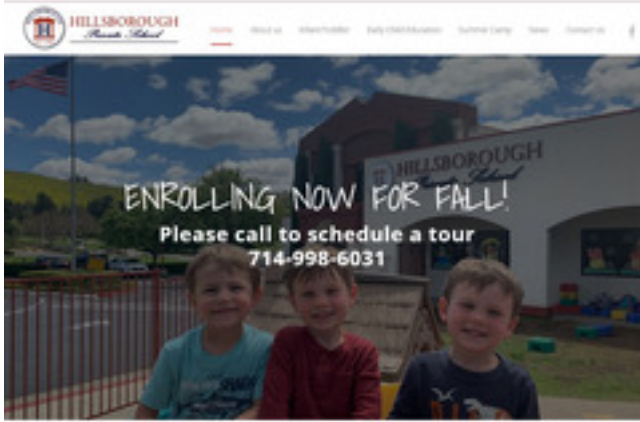 HILLSBOROUGH
Private School
Home About us Infant/Toddler Early Child Education Summer Camp News Contact Us f
HILLSBOROUGH
Private School
ENROLLING NOW FOR FALL!
Please call to schedule a tour
714-998-6031